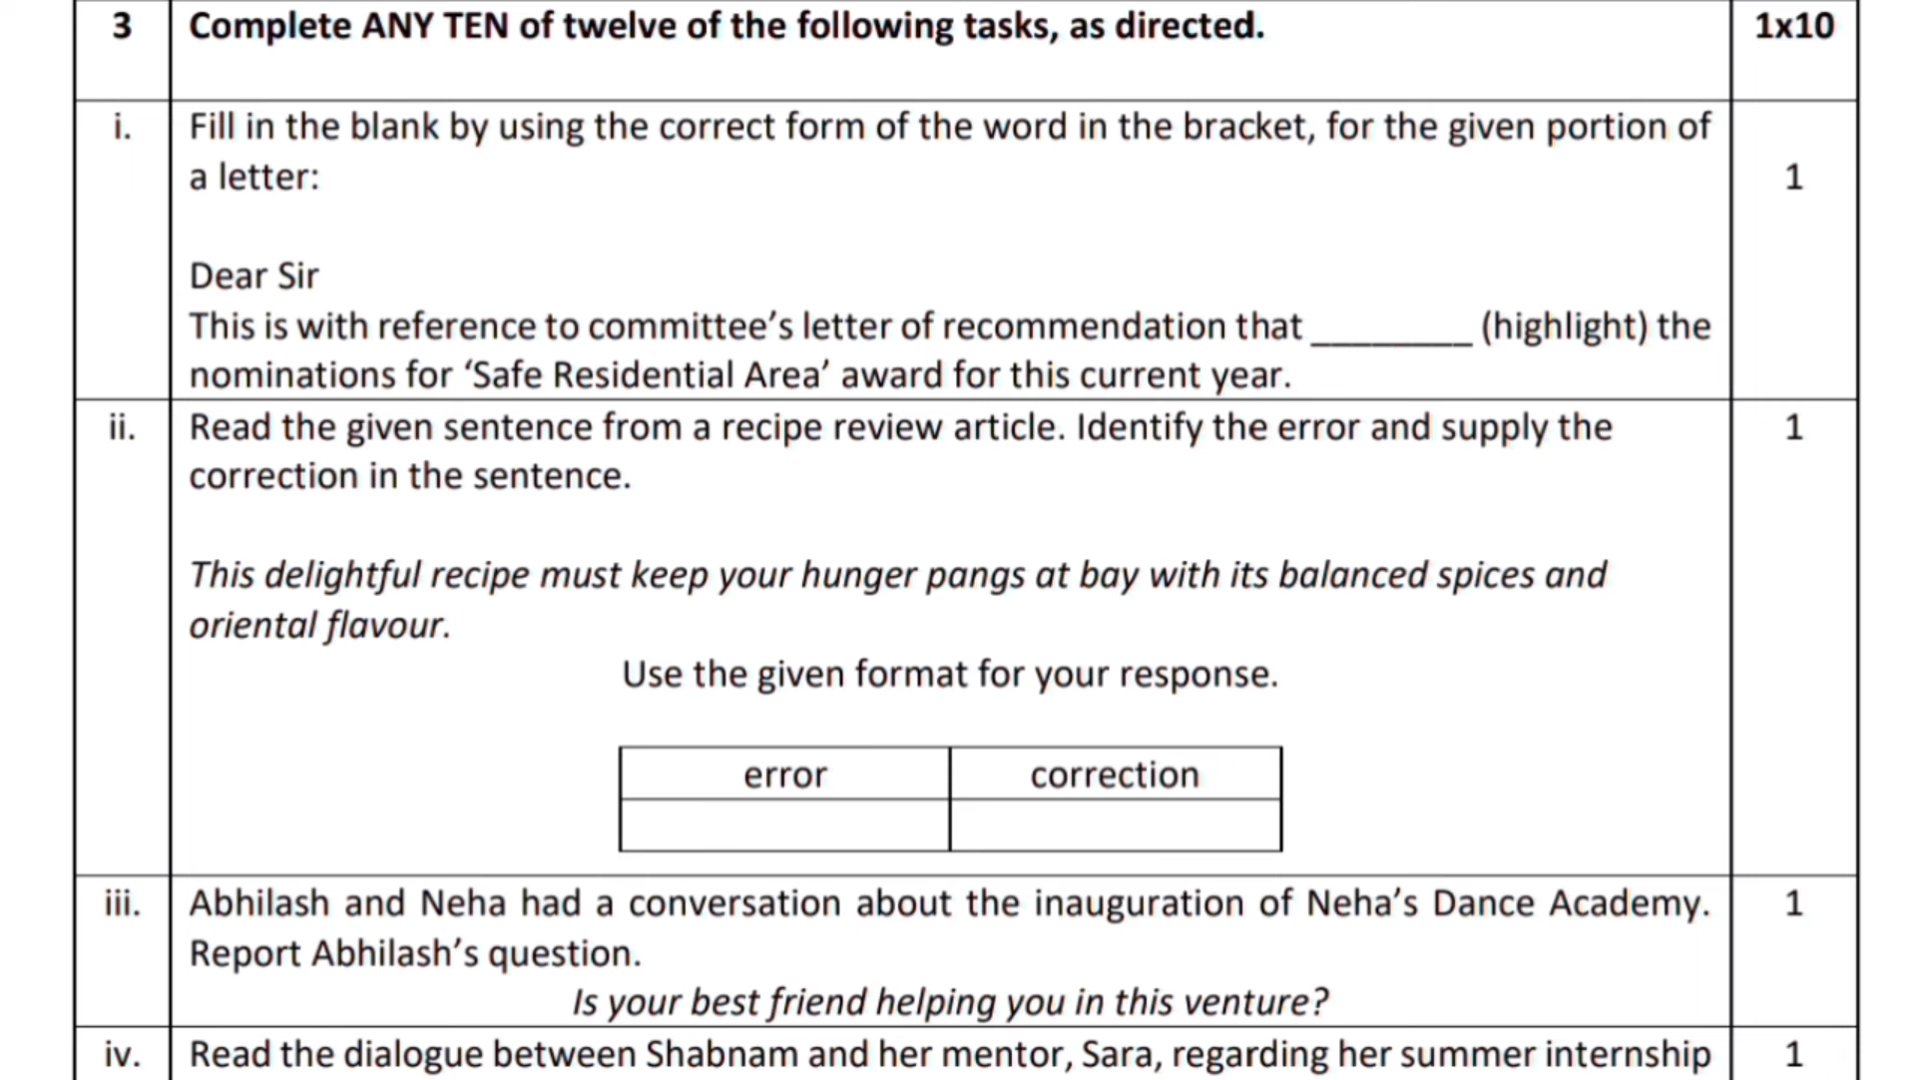 3 Complete ANY TEN of twelve of the following tasks, as directed. 1x10
i. Fill in the blank by using the correct form of the word in the bracket, for the given portion of
a letter: 1
Dear Sir
This is with reference to committee’s letter of recommendation that ________ (highlight) the
nominations for ‘Safe Residential Area’ award for this current year.
ii. Read the given sentence from a recipe review article. Identify the error and supply the 1
correction in the sentence.
This delightful recipe must keep your hunger pangs at bay with its balanced spices and
oriental flavour.
Use the given format for your response.
error correction
iii. Abhilash and Neha had a conversation about the inauguration of Neha’s Dance Academy. 1
Report Abhilash’s question.
Is your best friend helping you in this venture?
iv. Read the dialogue between Shabnam and her mentor, Sara, regarding her summer internship 1